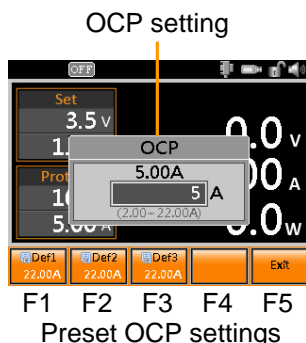 OCP setting
OFF
Set
3.5 V
0.0 V
1.
OCP
Prot
5.00A
5 A
A
(2.00~22.00A)
5.00 A
0.0 W
Def1 Def2 Def3 Exit
22.00A 22.00A 22.00A
F1 F2 F3 F4 F5
Preset OCP settings